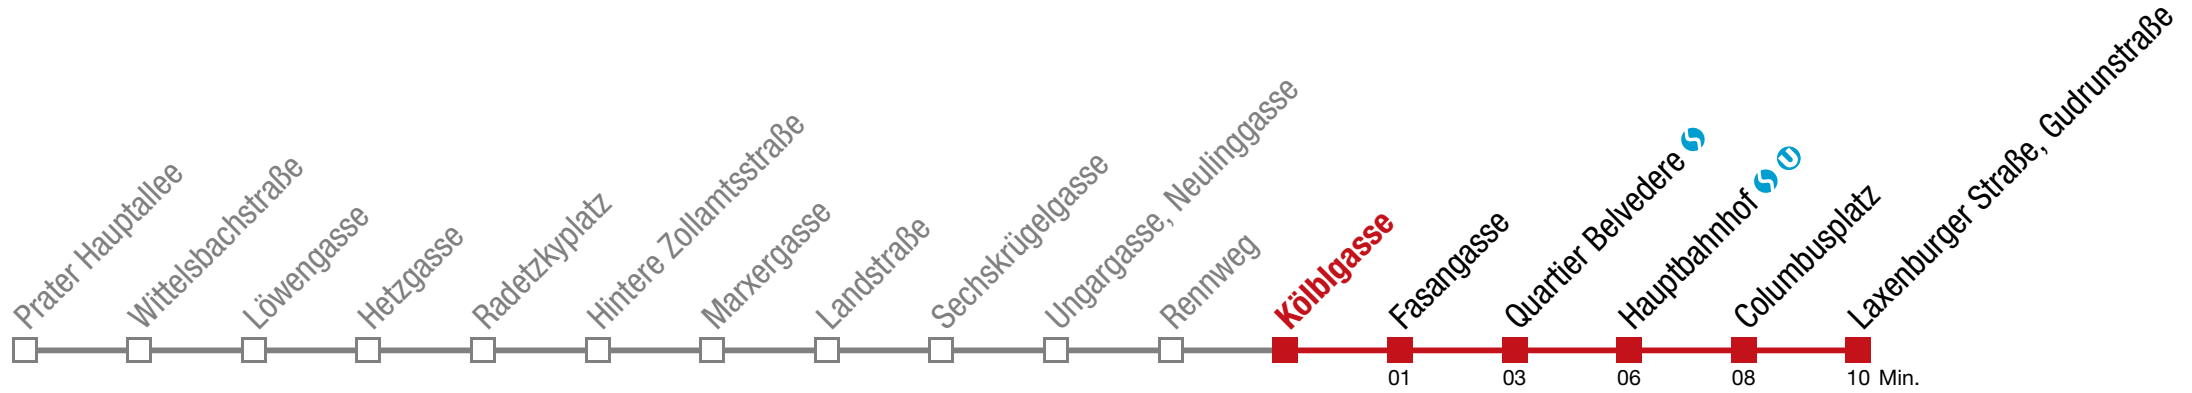 Prater Hauptallee
Wittelsbachstraße
Löwengasse
Hetzgasse
Radetzkyplatz
Hintere Zollamtsstraße
Marxergasse
Landstraße
Sechskrügelgasse
Ungargasse, Neulinggasse
Rennweg
Kölblgasse
Fasangasse
Quartier Belvedere S
Hauptbahnhof S U
Columbusplatz
Laxenburger Straße, Gudrunstraße
01 03 06 08 10 Min.